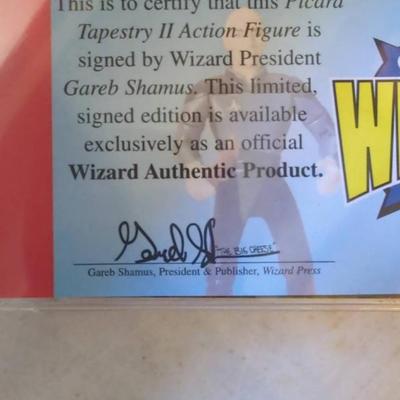 This is to certify that this Picard
Tapestry II Action Figure is
signed by Wizard President
Gareb Shamus. This limited,
signed edition is available
exclusively as an official
Wizard Authentic Product.
Gareb S "THE BIG CHEESE"
Gareb Shamus, President & Publisher, Wizard Press